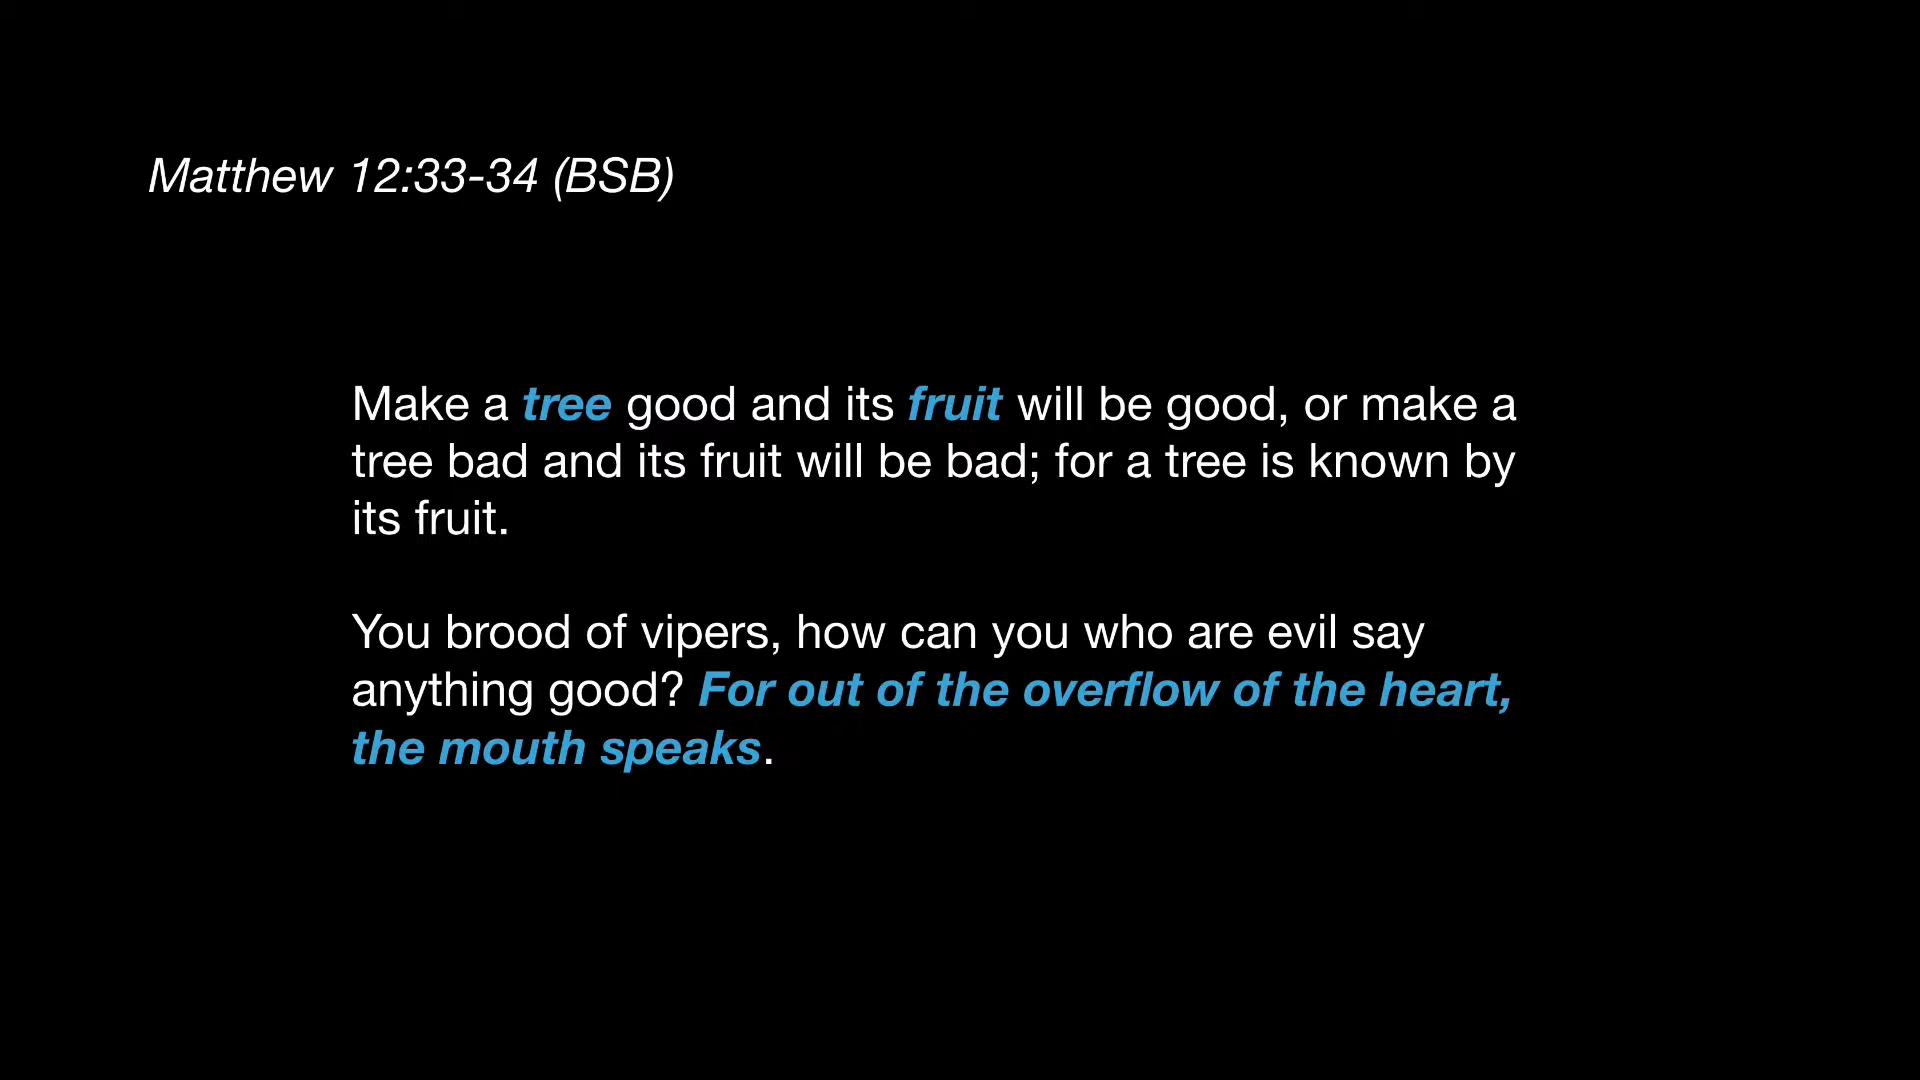 Matthew 12:33-34 (BSB)
Make a tree good and its fruit will be good, or make a
tree bad and its fruit will be bad; for a tree is known by
its fruit.
You brood of vipers, how can you who are evil say
anything good? For out of the overflow of the heart,
the mouth speaks.